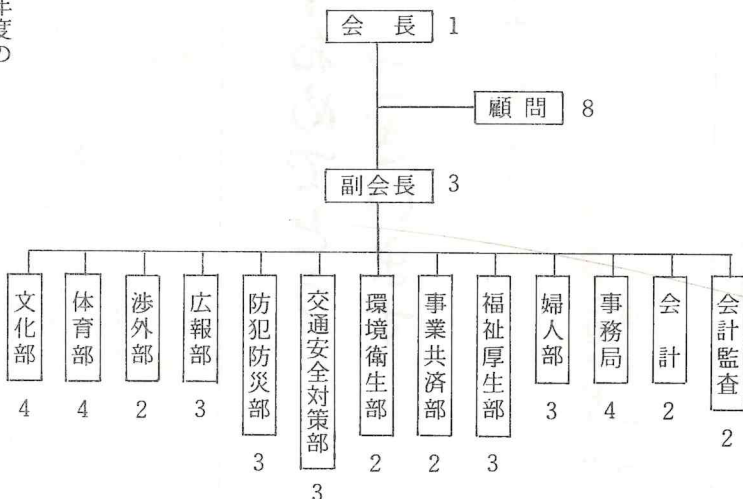 年度の
会長 1
顧問 8
副会長 3
文化部 4
体育部 4
渉外部 2
広報部 3
防犯防災部 3
交通安全対策部 3
環境衛生部 2
事業共済部 2
福祉厚生部 3
婦人部 3
事務局 4
会計 2
会計監査 2